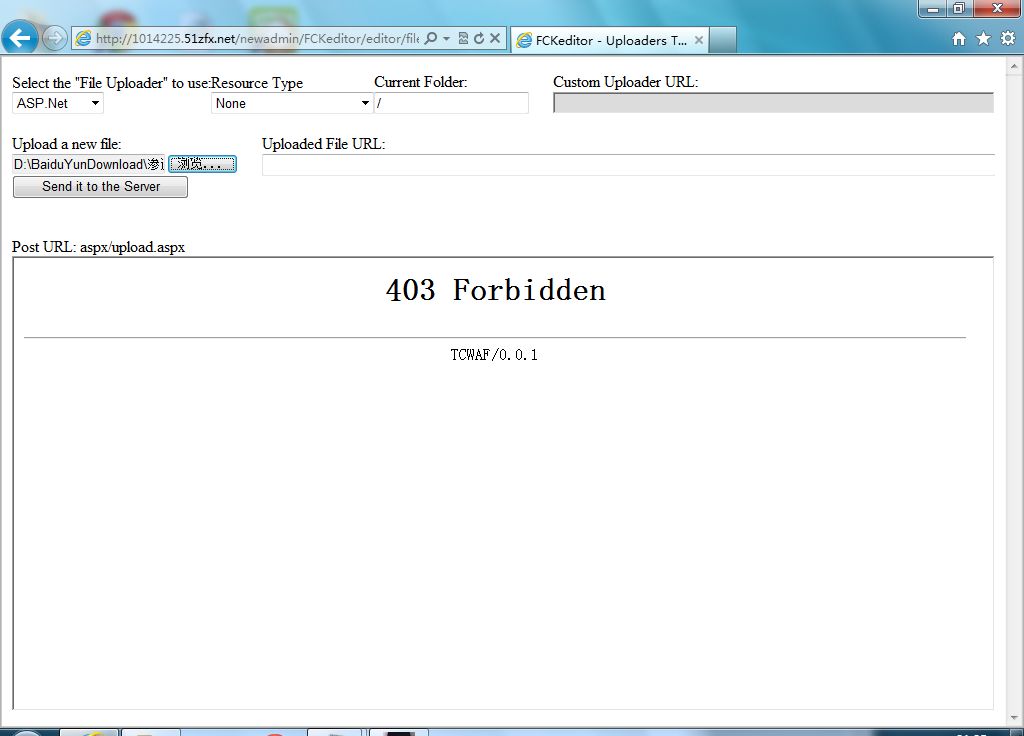 http://1014225.51zfx.net/newadmin/FCKeditor/editor/file
FCKeditor - Uploaders T...
Select the "File Uploader" to use: Resource Type Current Folder: Custom Uploader URL:
ASP.Net None /
Upload a new file: Uploaded File URL:
D:\BaiduYunDownload\渗 浏览...
Send it to the Server
Post URL: aspx/upload.aspx
403 Forbidden
TCWAF/0.0.1